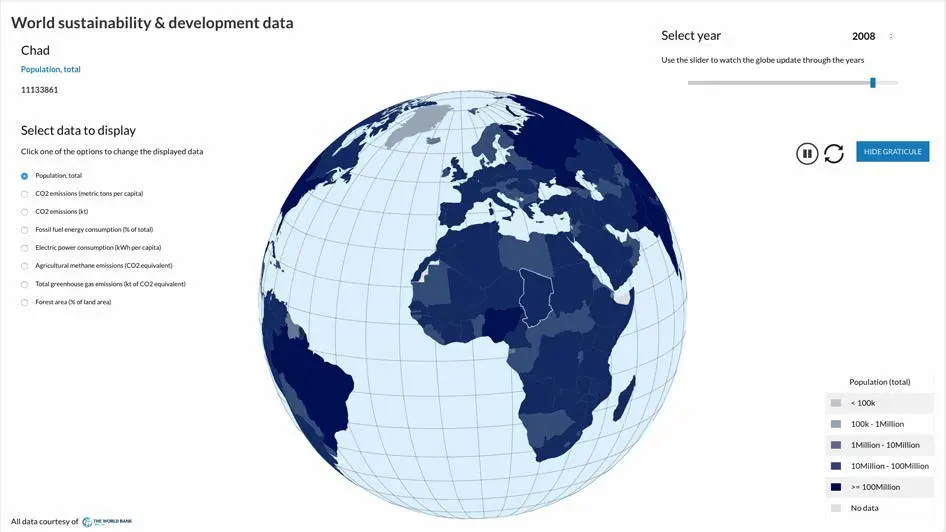 World sustainability & development data
Chad
Population, total
11133861
Select data to display
Click one of the options to change the displayed data
Population, total
CO2 emissions (metric tons per capita)
CO2 emissions (kt)
Fossil fuel energy consumption (% of total)
Electric power consumption (kWh per capita)
Agricultural methane emissions (CO2 equivalent)
Total greenhouse gas emissions (kt of CO2 equivalent)
Forest area (% of land area)
Select year 2008
Use the slider to watch the globe update through the years
HIDE GRATICULE
Population (total)
< 100k
100k - 1Million
1Million - 10Million
10Million - 100Million
>= 100Million
No data
All data courtesy of THE WORLD BANK